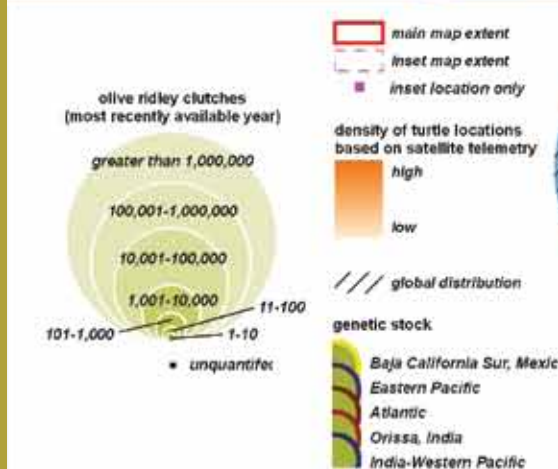 olive ridley clutches
(most recently available year)
greater than 1,000,000
100,001-1,000,000
10,001-100,000
1,001-10,000
11-100
101-1,000
1-10
unquantifec
main map extent
inset map extent
inset location only
density of turtle locations
based on satellite telemetry
high
low
global distribution
genetic stock
Baja California Sur, Mexic
Eastern Pacific
Atlantic
Orissa, India
India-Western Pacific